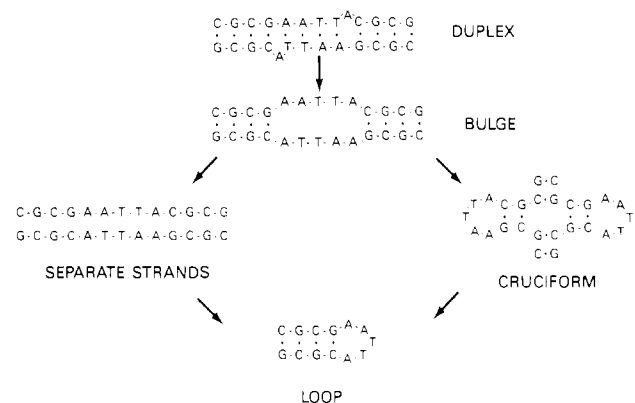 C·G·C·G·A·A·T·T A C·G·C·G
DUPLEX
G·C·G·C A T·T·A·A·G·C·G·C
C·G·C·G A·A·T·T·A C·G·C·G
BULGE
G·C·G·C A·T·T·A·A G·C·G·C
G·C
T·T·A C·G C·G C·G A·A·T
T·A·A G·C G·C C·G A·T
C·G
C·G·C·G·A·A·T·T·A·C·G·C·G
G·C·G·C·A·T·T·A·A·G·C·G·C
SEPARATE STRANDS
CRUCIFORM
C·G·C·G·A·A
T
G·C·G·C·A·T
LOOP